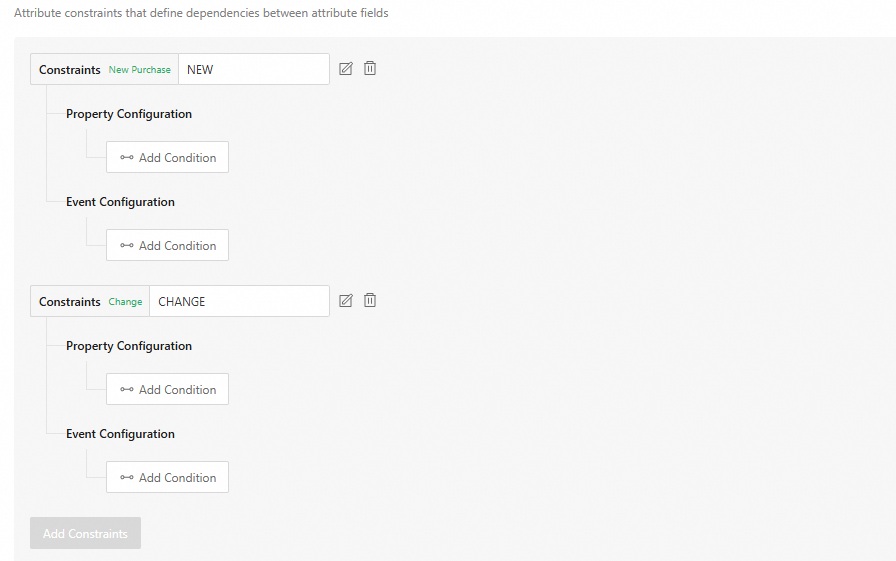 Attribute constraints that define dependencies between attribute fields
Constraints New Purchase NEW
Property Configuration
Add Condition
Event Configuration
Add Condition
Constraints Change CHANGE
Property Configuration
Add Condition
Event Configuration
Add Condition
Add Constraints